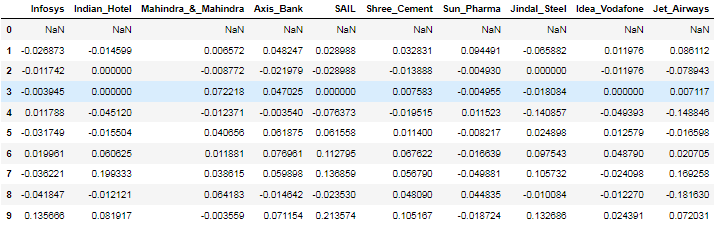 Infosys Indian_Hotel Mahindra_&_Mahindra Axis_Bank SAIL Shree_Cement Sun_Pharma Jindal_Steel Idea_Vodafone Jet_Airways
0 NaN NaN NaN NaN NaN NaN NaN NaN NaN NaN
1 -0.026873 -0.014599 0.006572 0.048247 0.028988 0.032831 0.094491 -0.065882 0.011976 0.086112
2 -0.011742 0.000000 -0.008772 -0.021979 -0.028988 -0.013888 -0.004930 0.000000 -0.011976 -0.078943
3 -0.003945 0.000000 0.072218 0.047025 0.000000 0.007583 -0.004955 -0.018084 0.000000 0.007117
4 0.011788 -0.045120 -0.012371 -0.003540 -0.076373 -0.019515 0.011523 -0.140857 -0.049393 -0.148846
5 -0.031749 -0.015504 0.040656 0.061875 0.061558 0.011400 -0.008217 0.024898 0.012579 -0.016598
6 0.019961 0.060625 0.011881 0.076961 0.112795 0.067622 -0.016639 0.097543 0.048790 0.020705
7 -0.036221 0.199333 0.038615 0.059898 0.136859 0.056790 -0.049881 0.105732 -0.024098 0.169258
8 -0.041847 -0.012121 0.064183 -0.014642 -0.023530 0.048090 0.044835 -0.010084 -0.012270 -0.181630
9 0.135666 0.081917 -0.003559 0.071154 0.213574 0.105167 -0.018724 0.132686 0.024391 0.072031